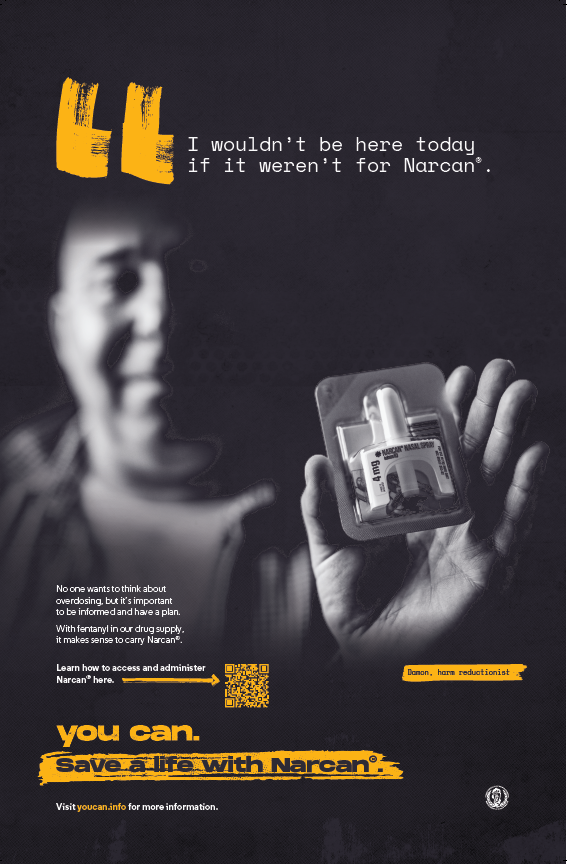 I wouldn't be here today
if it weren't for Narcan®.
4 mg
NARCAN® NASAL SPRAY
No one wants to think about
overdosing, but it's important
to be informed and have a plan.
With fentanyl in our drug supply,
it makes sense to carry Narcan®.
Learn how to access and administer
Narcan® here.
Damon, harm reductionist
you can.
Save a life with Narcan®.
Visit youcan.info for more information.